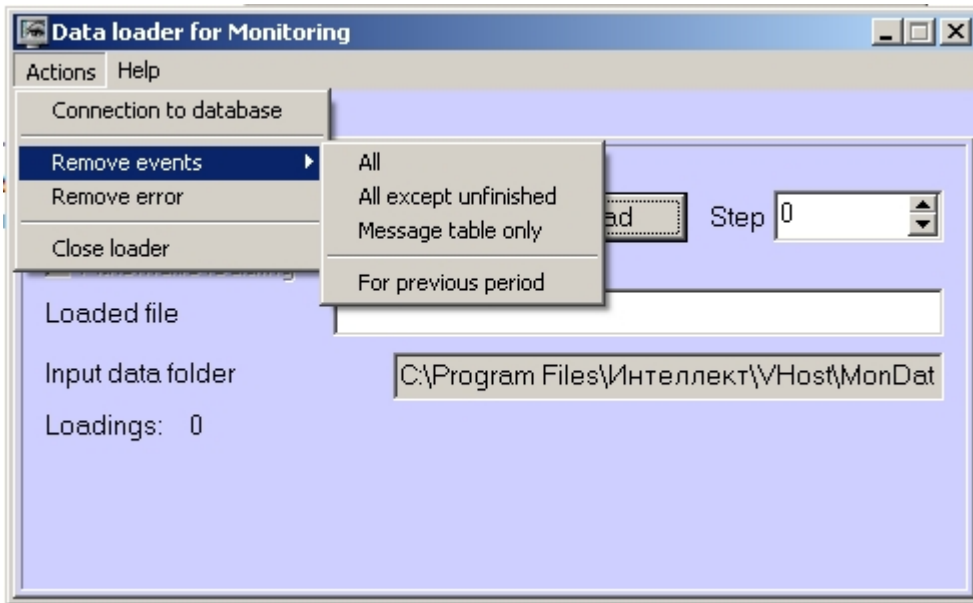 Data loader for Monitoring
Actions Help
Connection to database
Remove events
Remove error
Close loader
All
All except unfinished
Message table only
For previous period
Step 0
Loaded file
Input data folder C:\Program Files\Интеллект\VHost\MonDat
Loadings: 0